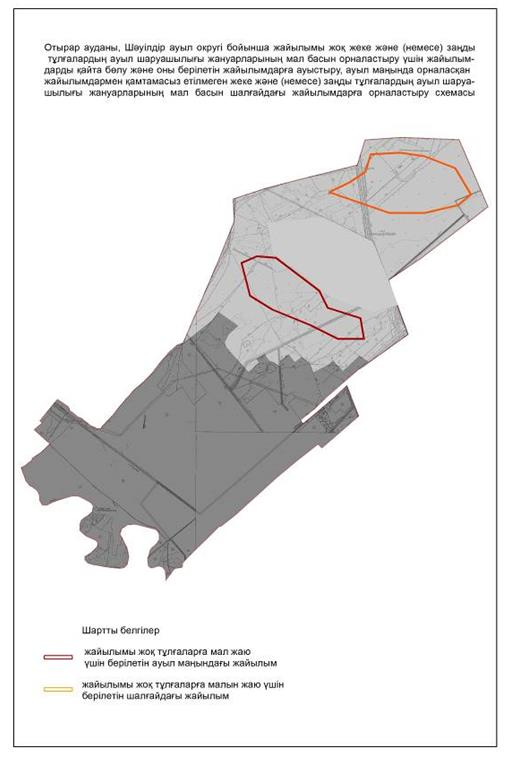 Отырар ауданы, Шәуілдір ауыл округі бойынша жайылымы жоқ жеке және (немесе) заңды
тұлғалардың ауыл шаруашылығы жануарларының мал басын орналастыру үшін жайылым-
дарды қайта бөлу және оны берілетін жайылымдарға ауыстыру, ауыл маңында орналасқан
жайылымдармен қамтамасыз етілмеген жеке және (немесе) заңды тұлғалардың ауыл шаруа-
шылығы жануарларының мал басын шалғайдағы жайылымдарға орналастыру схемасы
Шартты белгілер
жайылымы жоқ тұлғаларға мал жаю
үшін берілетін ауыл маңындағы жайылым
жайылымы жоқ тұлғаларға малын жаю үшін
берілетін шалғайдағы жайылым